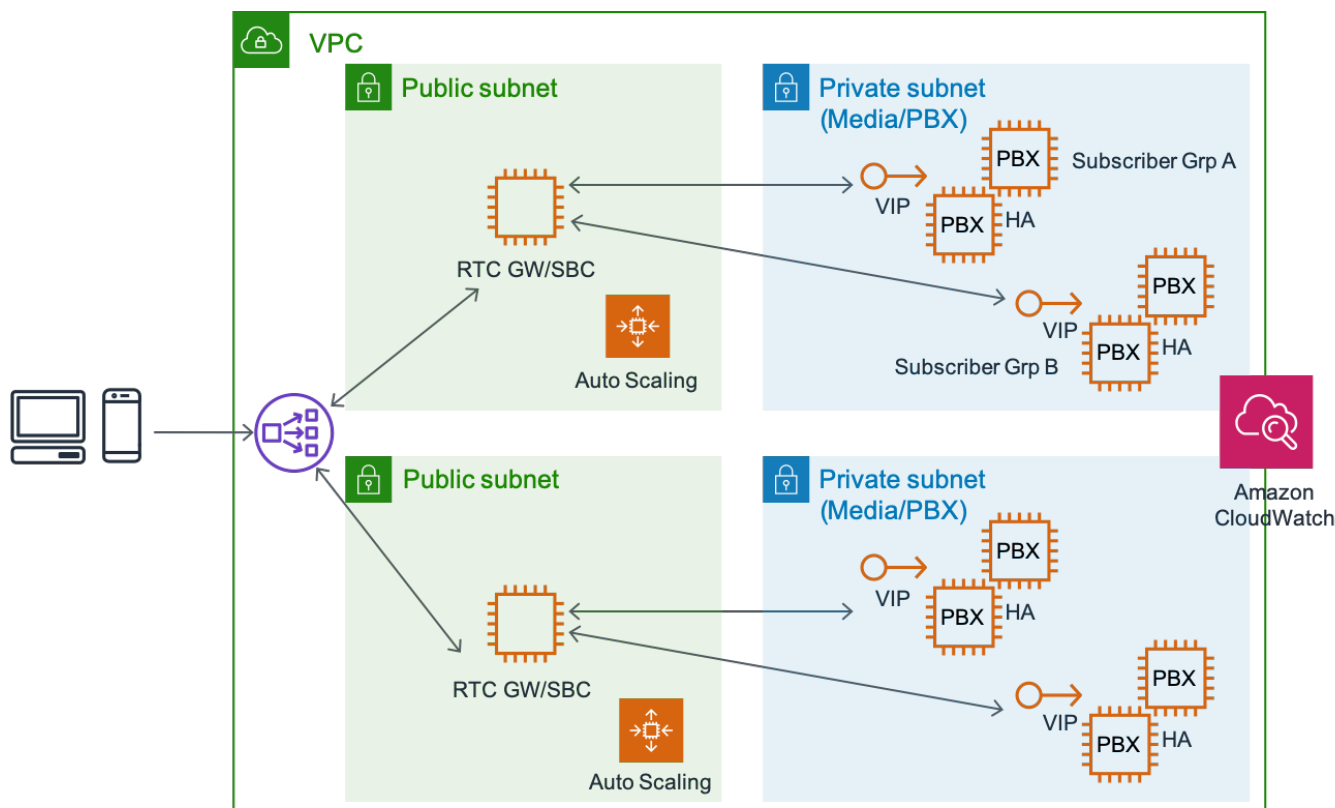 VPC
Public subnet
Private subnet
(Media/PBX)
PBX
Subscriber Grp A
VIP
PBX
HA
RTC GW/SBC
PBX
VIP
PBX
HA
Auto Scaling
Subscriber Grp B
Public subnet
Private subnet
(Media/PBX)
Amazon
CloudWatch
PBX
VIP
PBX
HA
RTC GW/SBC
PBX
VIP
PBX
HA
Auto Scaling